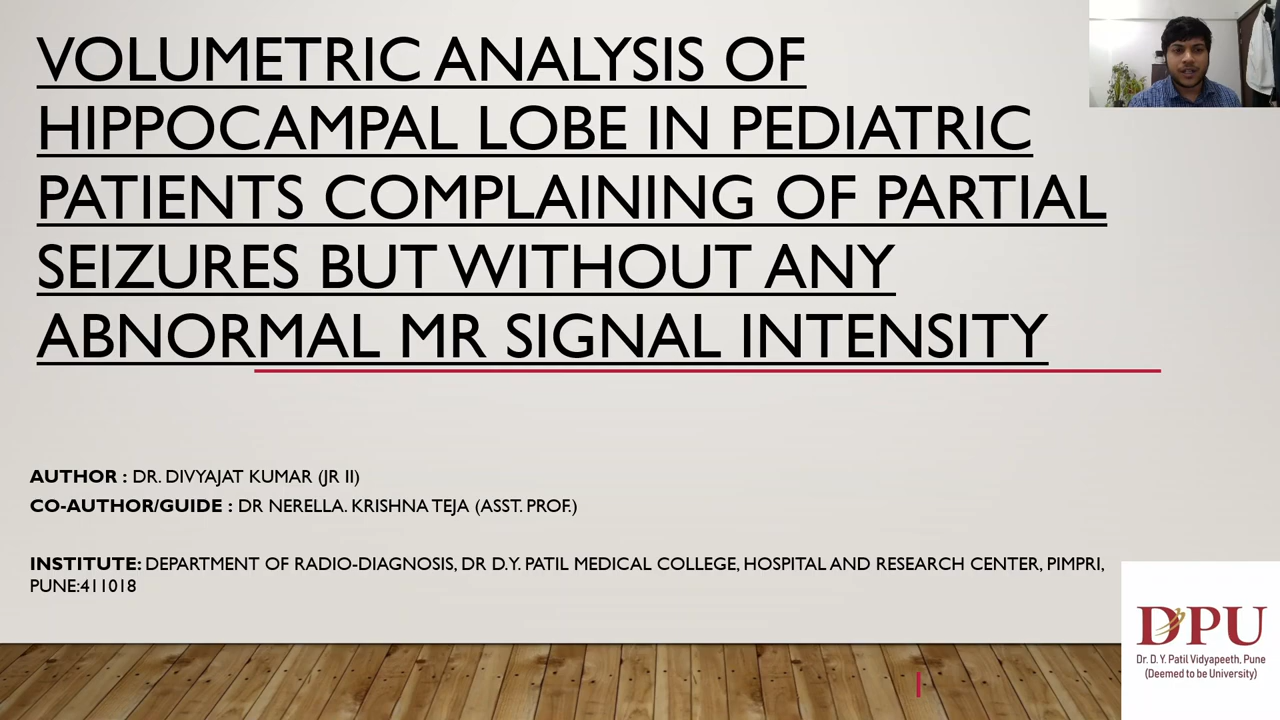 VOLUMETRIC ANALYSIS OF
HIPPOCAMPAL LOBE IN PEDIATRIC
PATIENTS COMPLAINING OF PARTIAL
SEIZURES BUT WITHOUT ANY
ABNORMAL MR SIGNAL INTENSITY
AUTHOR : DR. DIVYAJAT KUMAR (JR II)
CO-AUTHOR/GUIDE : DR NERELLA. KRISHNA TEJA (ASST. PROF.)
INSTITUTE: DEPARTMENT OF RADIO-DIAGNOSIS, DR D.Y. PATIL MEDICAL COLLEGE, HOSPITAL AND RESEARCH CENTER, PIMPRI,
PUNE:411018
DPU
Dr. D. Y. Patil Vidyapeeth, Pune
(Deemed to be University)